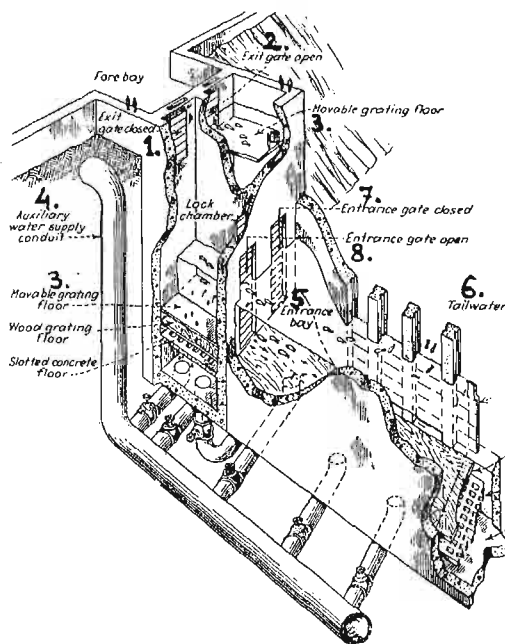 2.
Exit gate
open
Forebay
Exit
gate closed
1.
Movable grating
floor
3.
7.
Entrance gate closed
4.
Auxiliary
water supply
conduit
Lock
chamber
Entrance gate open
8.
3.
Movable grating
floor
5
Entrance
bay
6.
Tailwater
Wood grating
floor
Slotted concrete
floor